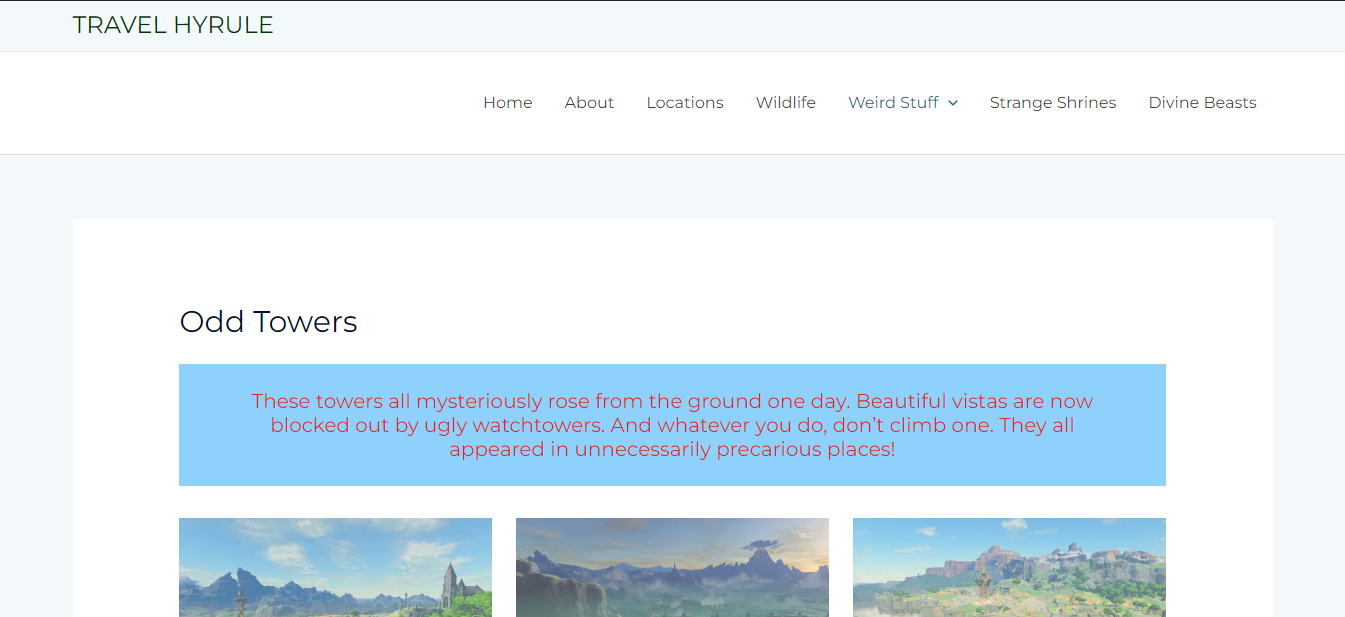 TRAVEL HYRULE
Home About Locations Wildlife Weird Stuff Strange Shrines Divine Beasts
Odd Towers
These towers all mysteriously rose from the ground one day. Beautiful vistas are now
blocked out by ugly watchtowers. And whatever you do, don’t climb one. They all
appeared in unnecessarily precarious places!